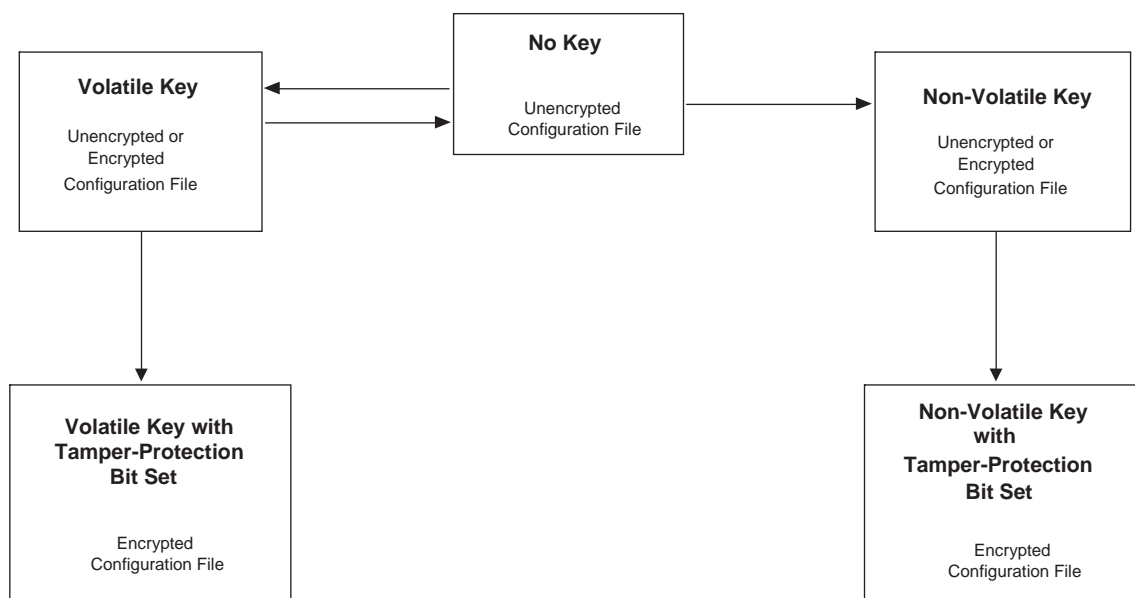 No Key
Unencrypted
Configuration File
Volatile Key
Unencrypted or
Encrypted
Configuration File
Non-Volatile Key
Unencrypted or
Encrypted
Configuration File
Volatile Key with
Tamper-Protection
Bit Set
Encrypted
Configuration File
Non-Volatile Key
with
Tamper-Protection
Bit Set
Encrypted
Configuration File